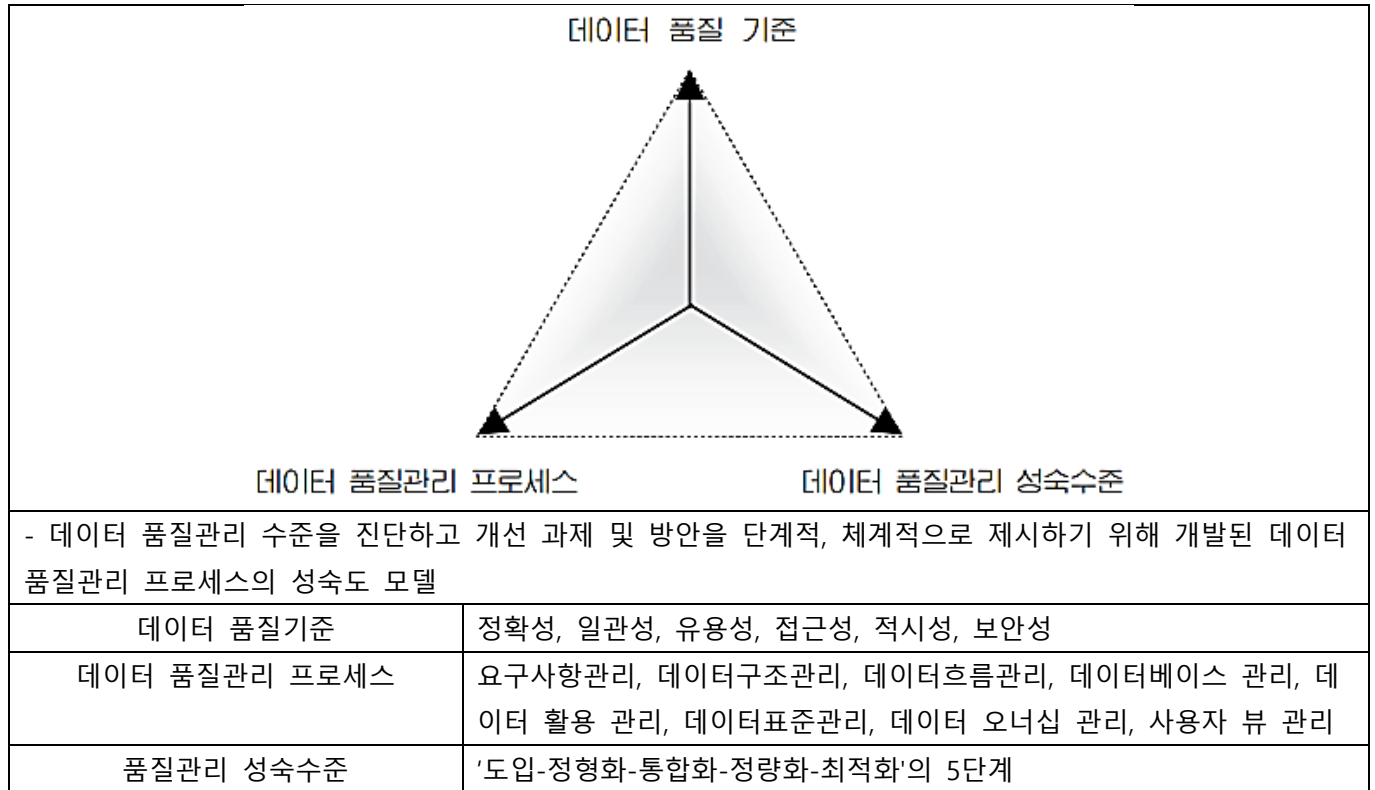 데이터 품질 기준
데이터 품질관리 프로세스
데이터 품질관리 성숙수준
- 데이터 품질관리 수준을 진단하고 개선 과제 및 방안을 단계적, 체계적으로 제시하기 위해 개발된 데이터
품질관리 프로세스의 성숙도 모델
데이터 품질기준
정확성, 일관성, 유용성, 접근성, 적시성, 보안성
데이터 품질관리 프로세스
요구사항관리, 데이터구조관리, 데이터흐름관리, 데이터베이스 관리, 데
이터 활용 관리, 데이터표준관리, 데이터 오너십 관리, 사용자 뷰 관리
품질관리 성숙수준
'도입-정형화-통합화-정량화-최적화'의 5단계